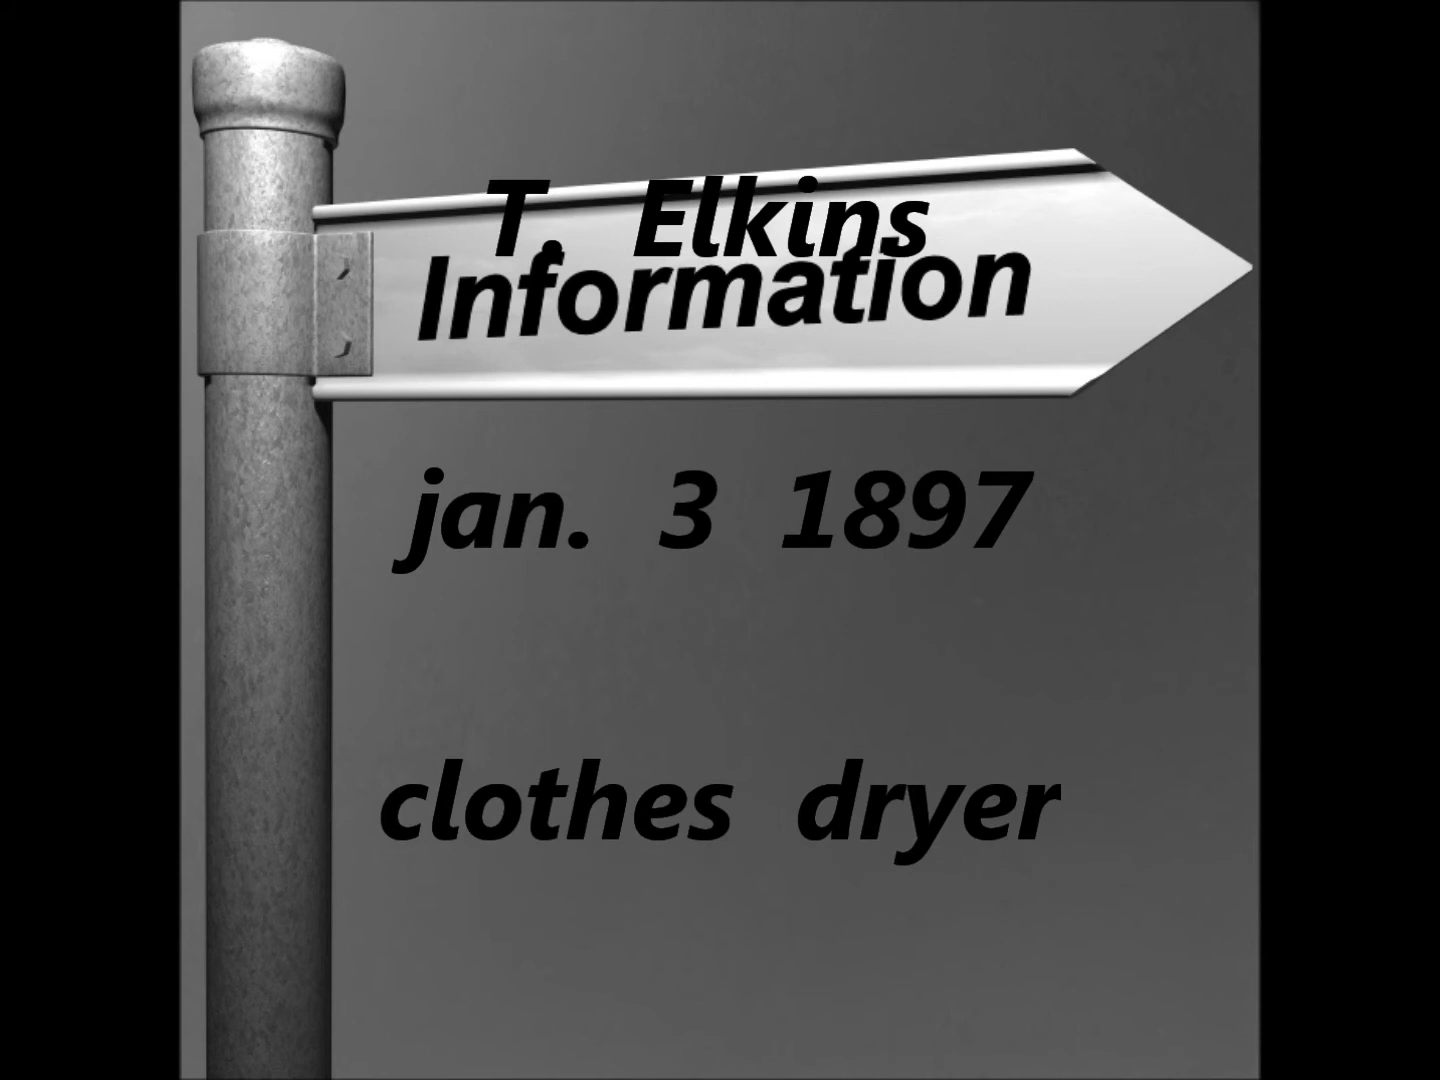 T. Elkins
Information
jan. 3 1897
clothes dryer